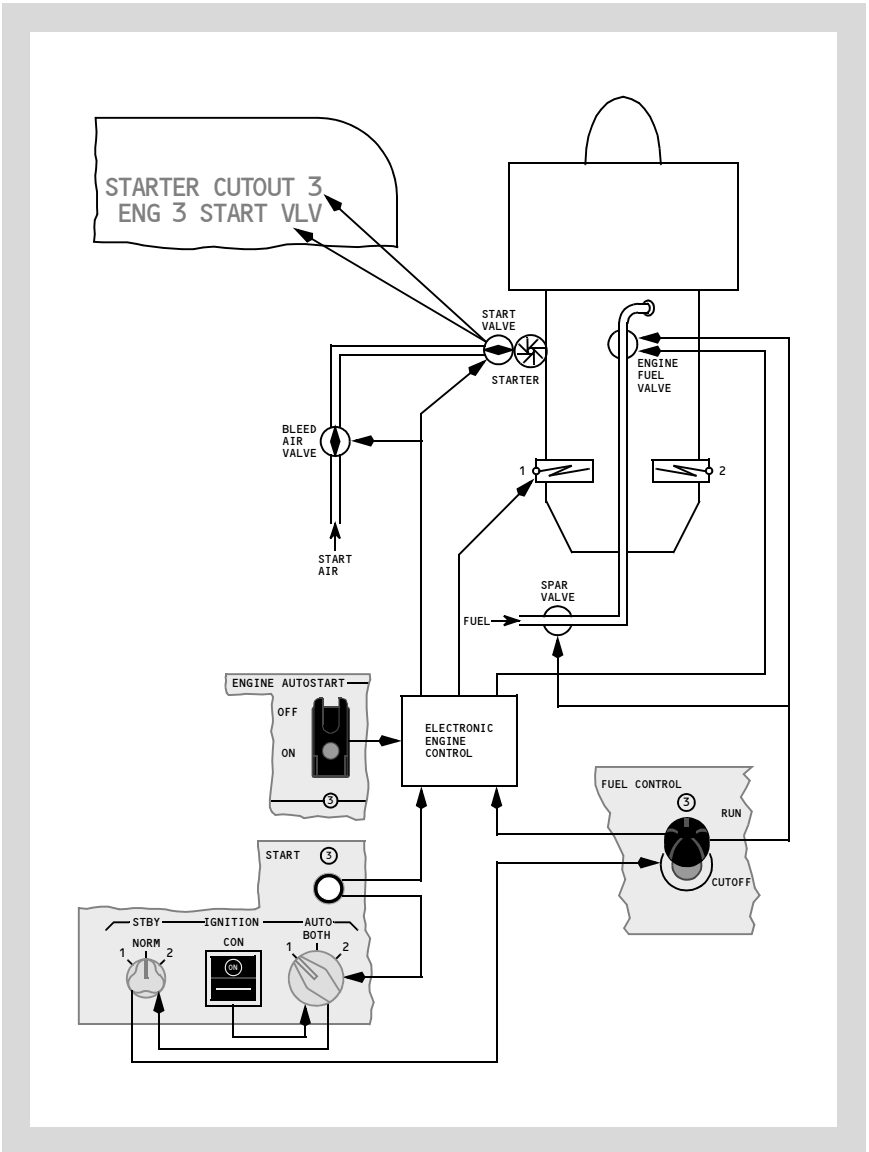 STARTER CUTOUT 3
ENG 3 START VLV
START
VALVE
STARTER
ENGINE
FUEL
VALVE
BLEED
AIR
VALVE
1
2
START
AIR
SPAR
VALVE
FUEL
ENGINE AUTOSTART
OFF
ON
3
ELECTRONIC
ENGINE
CONTROL
FUEL CONTROL
3
RUN
CUTOFF
START 3
STBY IGNITION AUTO
NORM CON BOTH
1 2 1 2
ON